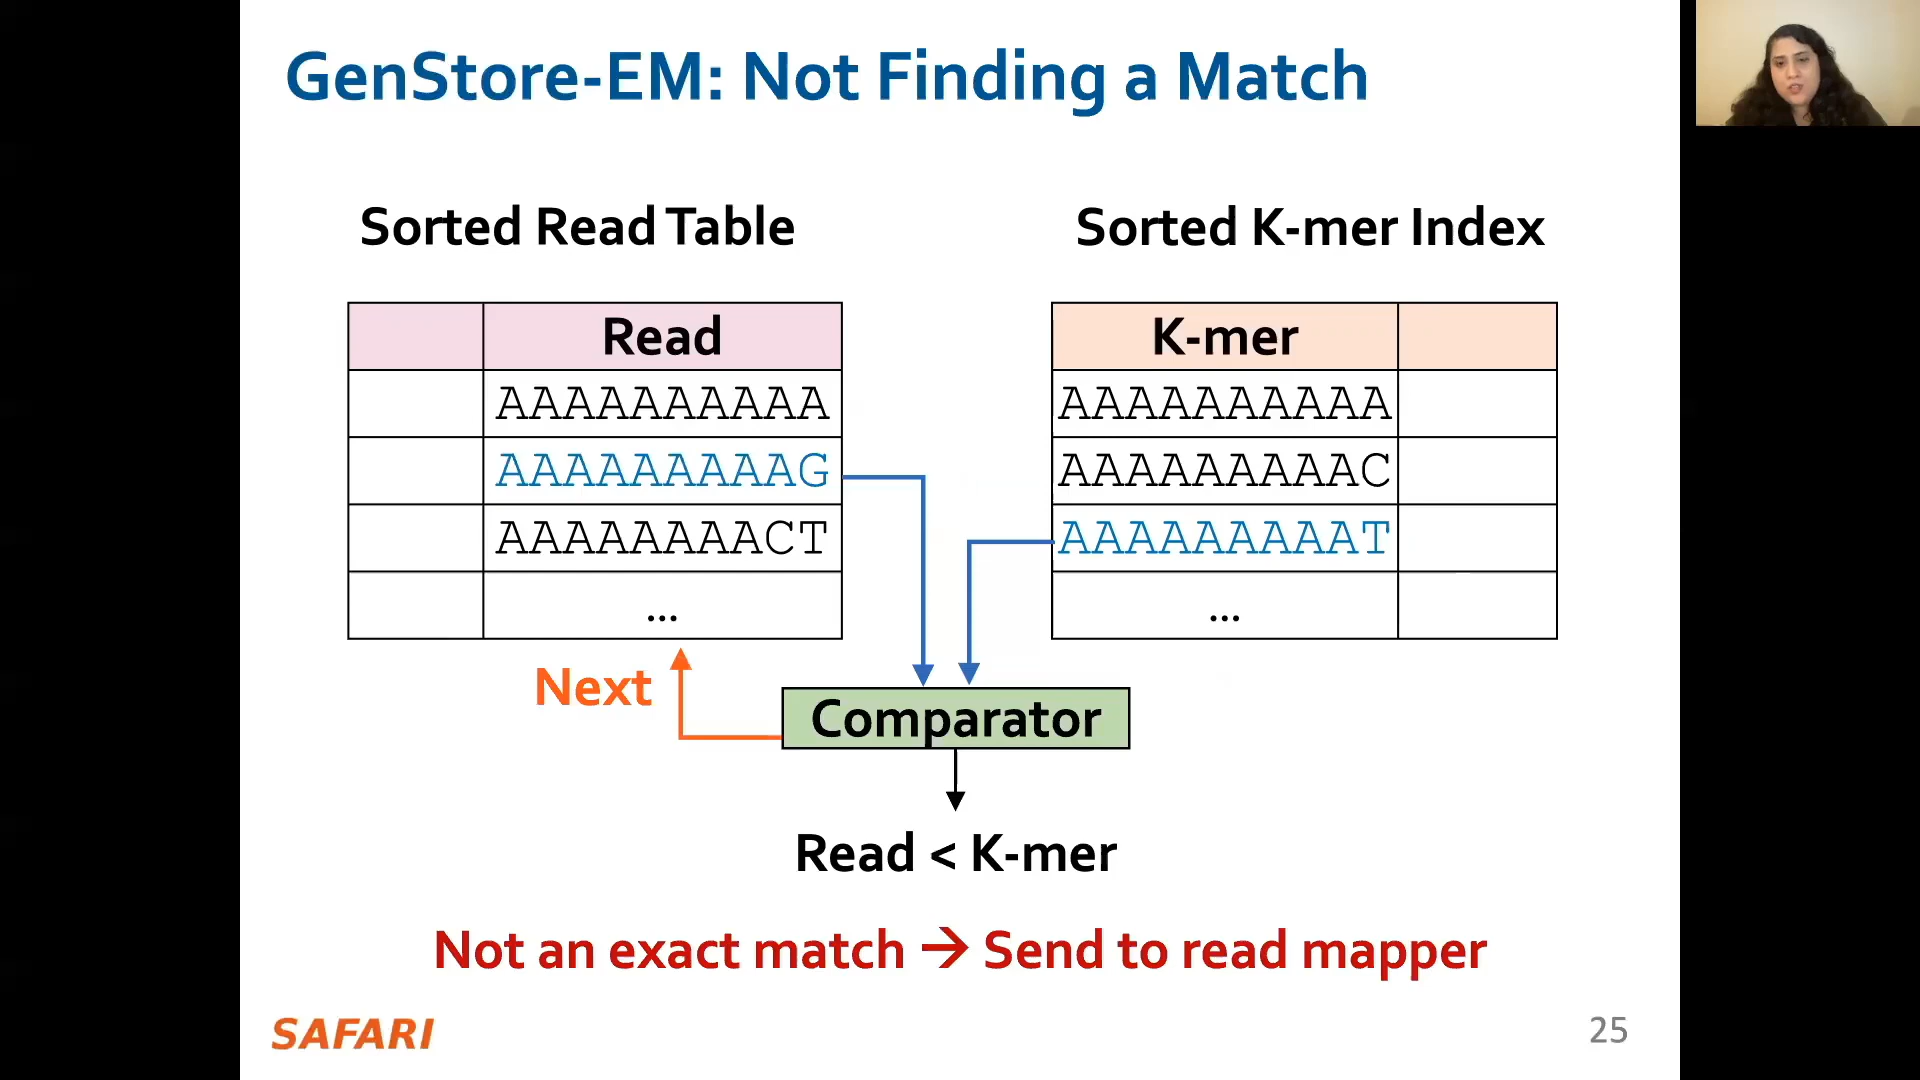 GenStore-EM: Not Finding a Match
Sorted Read Table
Sorted K-mer Index
Read
AAAAAAAAAA
AAAAAAAAAG
AAAAAAAACT
...
K-mer
AAAAAAAAAA
AAAAAAAAAC
AAAAAAAAAT
...
Next
Comparator
Read < K-mer
Not an exact match → Send to read mapper
SAFARI
25